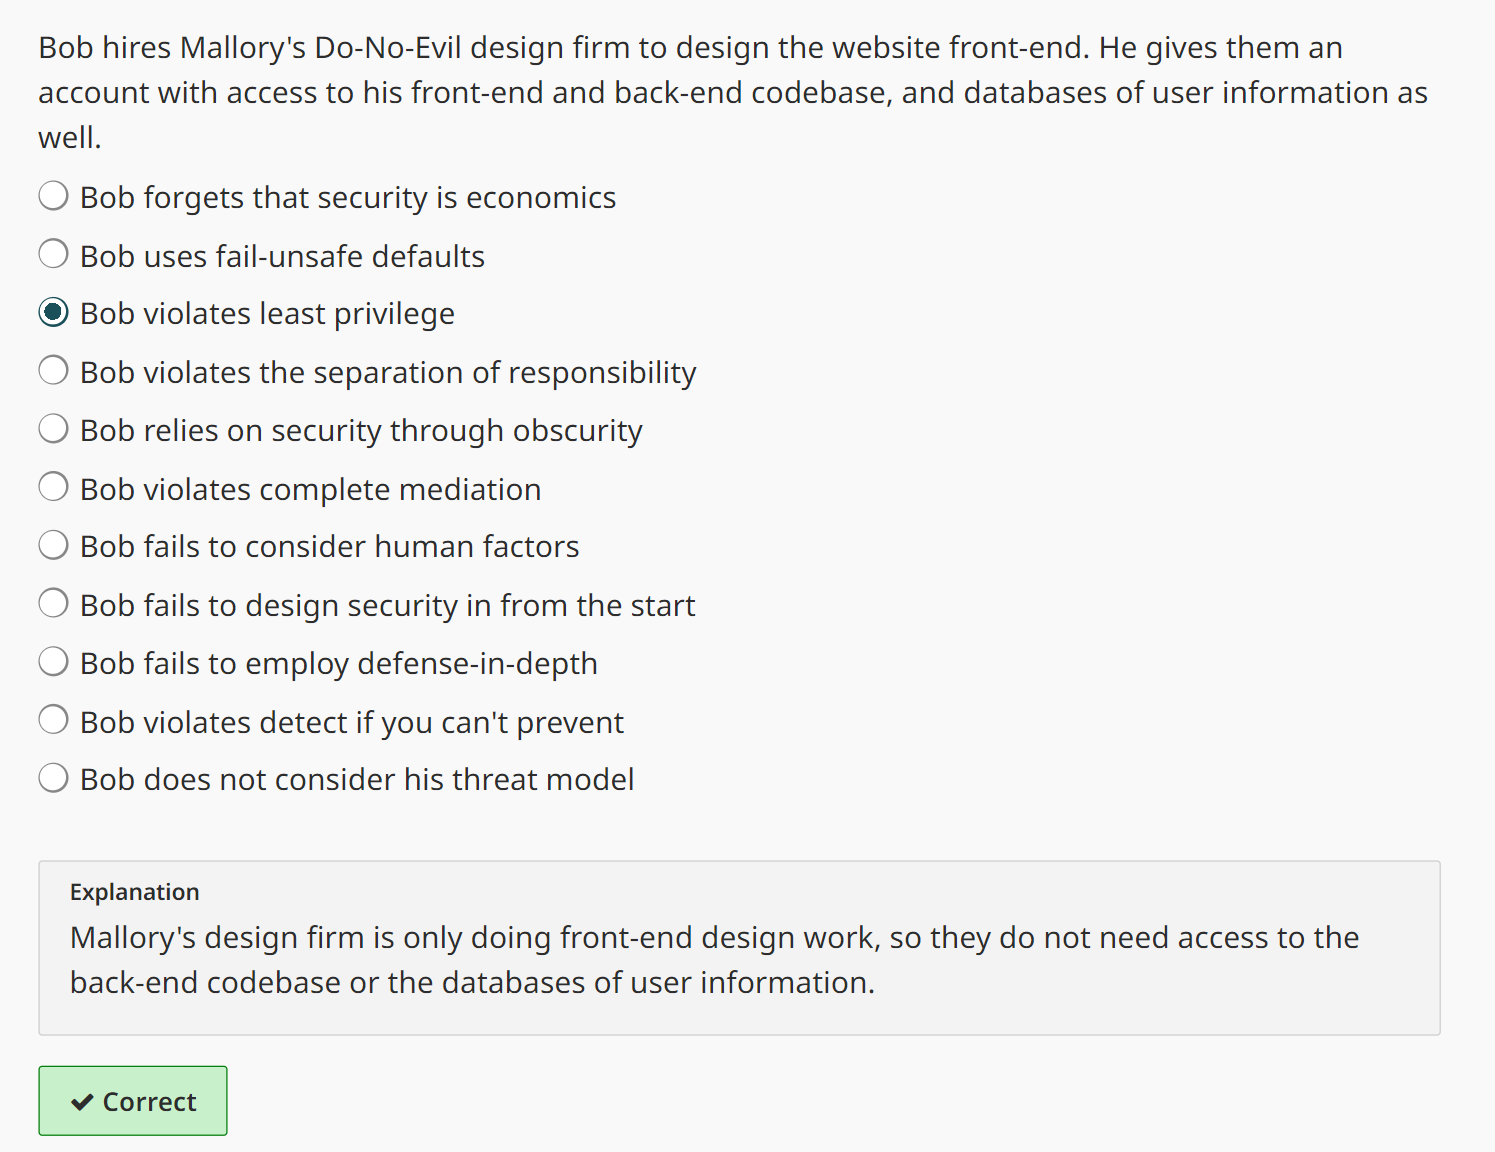 Bob hires Mallory's Do-No-Evil design firm to design the website front-end. He gives them an
account with access to his front-end and back-end codebase, and databases of user information as
well.
Bob forgets that security is economics
Bob uses fail-unsafe defaults
Bob violates least privilege
Bob violates the separation of responsibility
Bob relies on security through obscurity
Bob violates complete mediation
Bob fails to consider human factors
Bob fails to design security in from the start
Bob fails to employ defense-in-depth
Bob violates detect if you can't prevent
Bob does not consider his threat model
Explanation
Mallory's design firm is only doing front-end design work, so they do not need access to the
back-end codebase or the databases of user information.
Correct